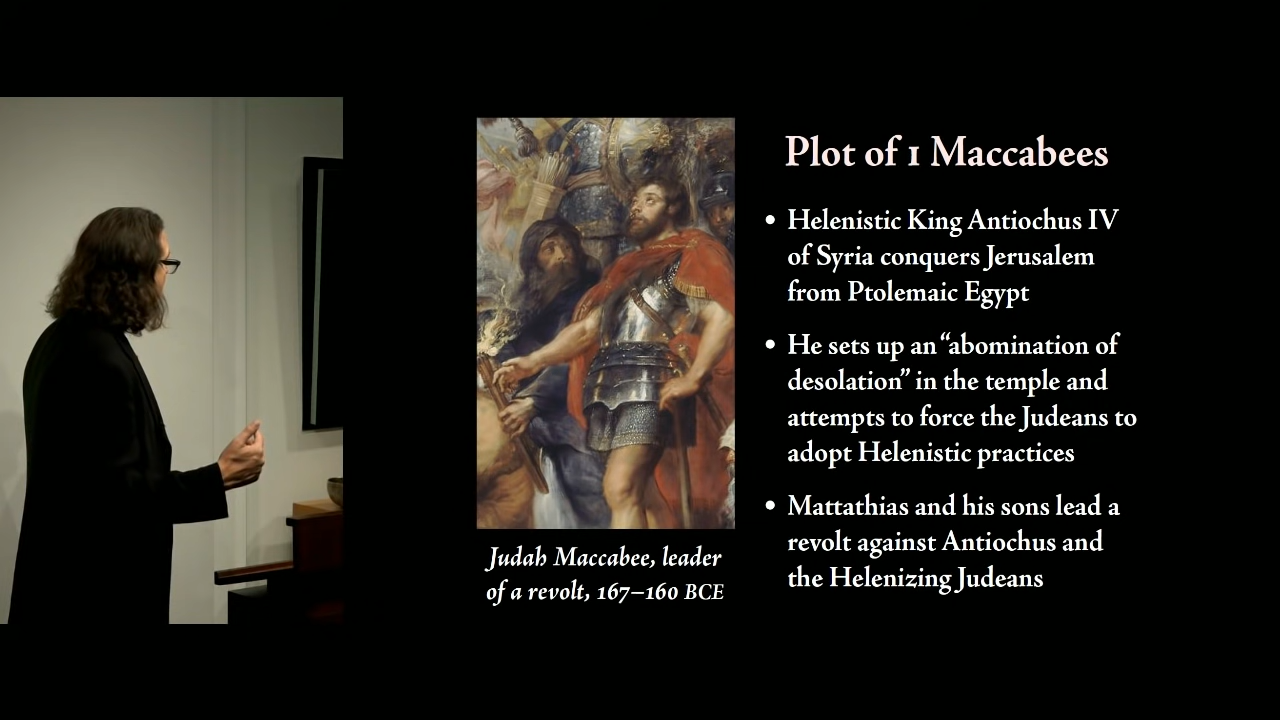 Plot of 1 Maccabees
• Helenistic King Antiochus IV
of Syria conquers Jerusalem
from Ptolemaic Egypt
• He sets up an “abomination of
desolation” in the temple and
attempts to force the Judeans to
adopt Helenistic practices
• Mattathias and his sons lead a
revolt against Antiochus and
the Helenizing Judeans
Judah Maccabee, leader
of a revolt, 167–160 BCE